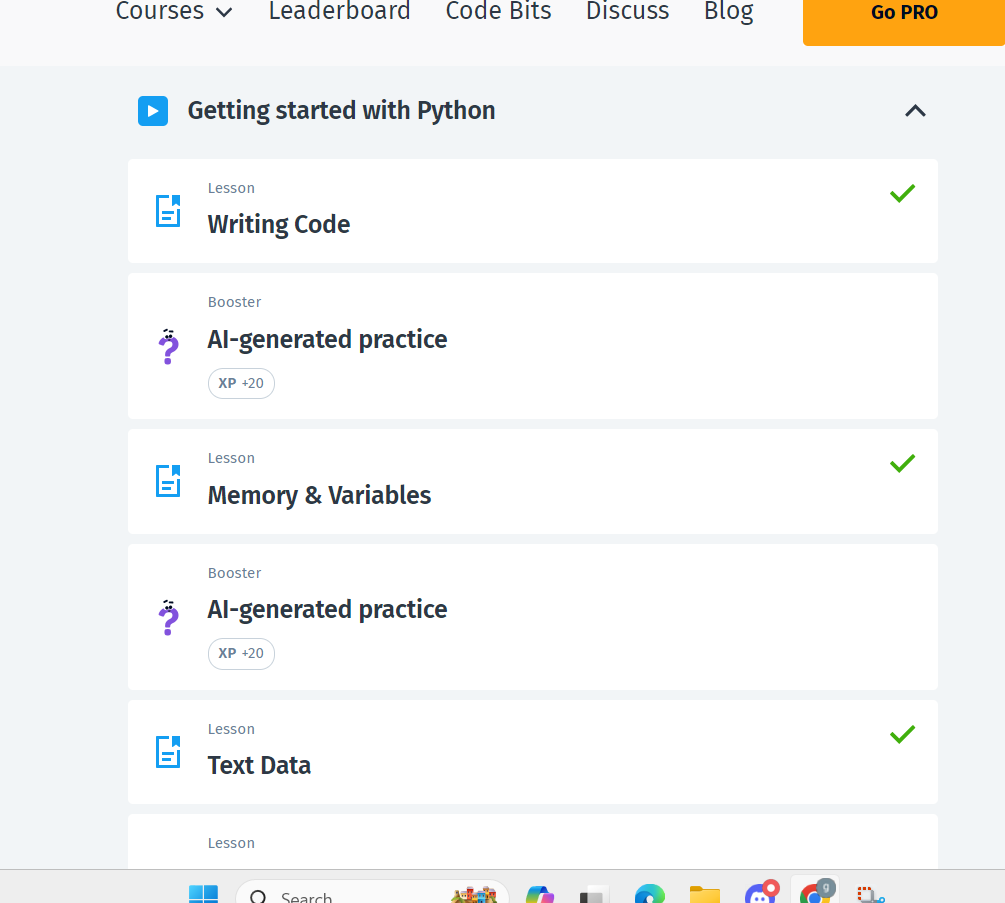 Courses Leaderboard Code Bits Discuss Blog Go PRO
Getting started with Python
Lesson
Writing Code
Booster
AI-generated practice
XP +20
Lesson
Memory & Variables
Booster
AI-generated practice
XP +20
Lesson
Text Data
Lesson
Search
g